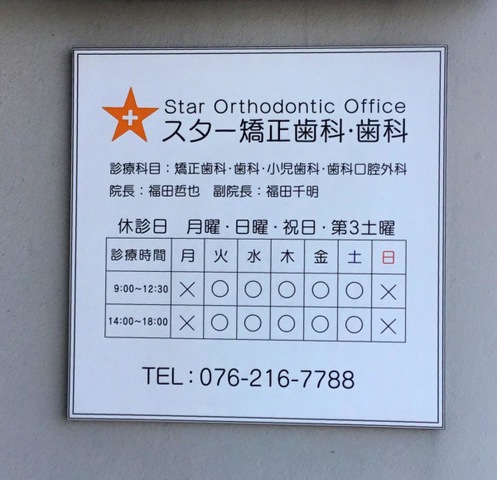 Star Orthodontic Office
スター矯正歯科・歯科
診療科目：矯正歯科・歯科・小児歯科・歯科口腔外科
院長：福田哲也 副院長：福田千明
休診日 月曜・日曜・祝日・第3土曜
診療時間 月 火 水 木 金 土 日
9:00~12:30 × ○ ○ ○ ○ ○ ×
14:00~18:00 × ○ ○ ○ ○ ○ ×
TEL：076-216-7788